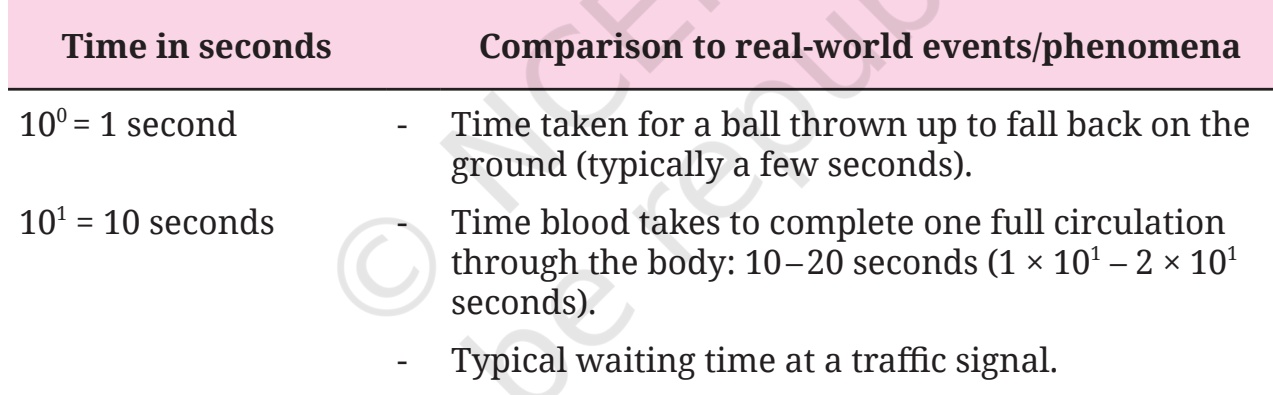 Time in seconds Comparison to real-world events/phenomena
10⁰ = 1 second - Time taken for a ball thrown up to fall back on the
ground (typically a few seconds).
10¹ = 10 seconds - Time blood takes to complete one full circulation
through the body: 10–20 seconds (1 × 10¹ – 2 × 10¹
seconds).
- Typical waiting time at a traffic signal.
©
be